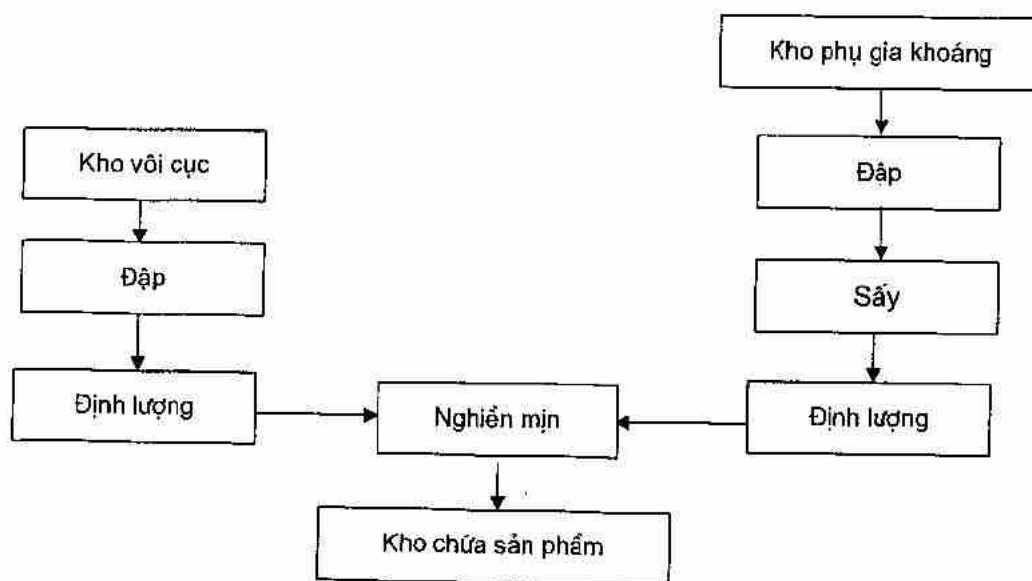 Kho phụ gia khoáng
Kho vôi cục
Đập
Đập
Sấy
Định lượng
Nghiền mịn
Định lượng
Kho chứa sản phẩm